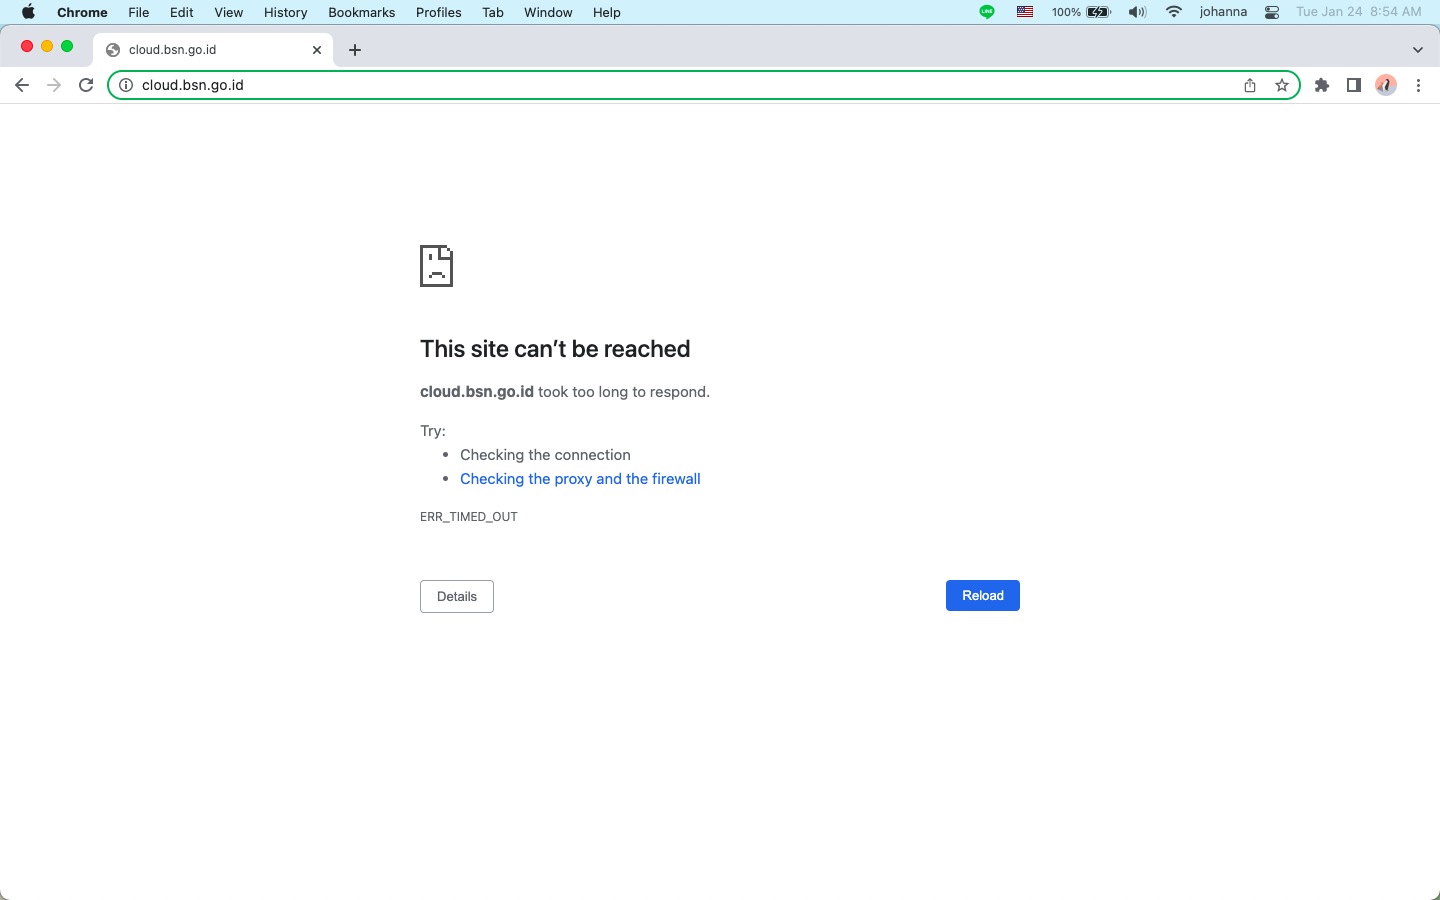 Chrome File Edit View History Bookmarks Profiles Tab Window Help LINE 100% johanna Tue Jan 24 8:54 AM
cloud.bsn.go.id
cloud.bsn.go.id
This site can’t be reached
cloud.bsn.go.id took too long to respond.
Try:
• Checking the connection
• Checking the proxy and the firewall
ERR_TIMED_OUT
Details Reload